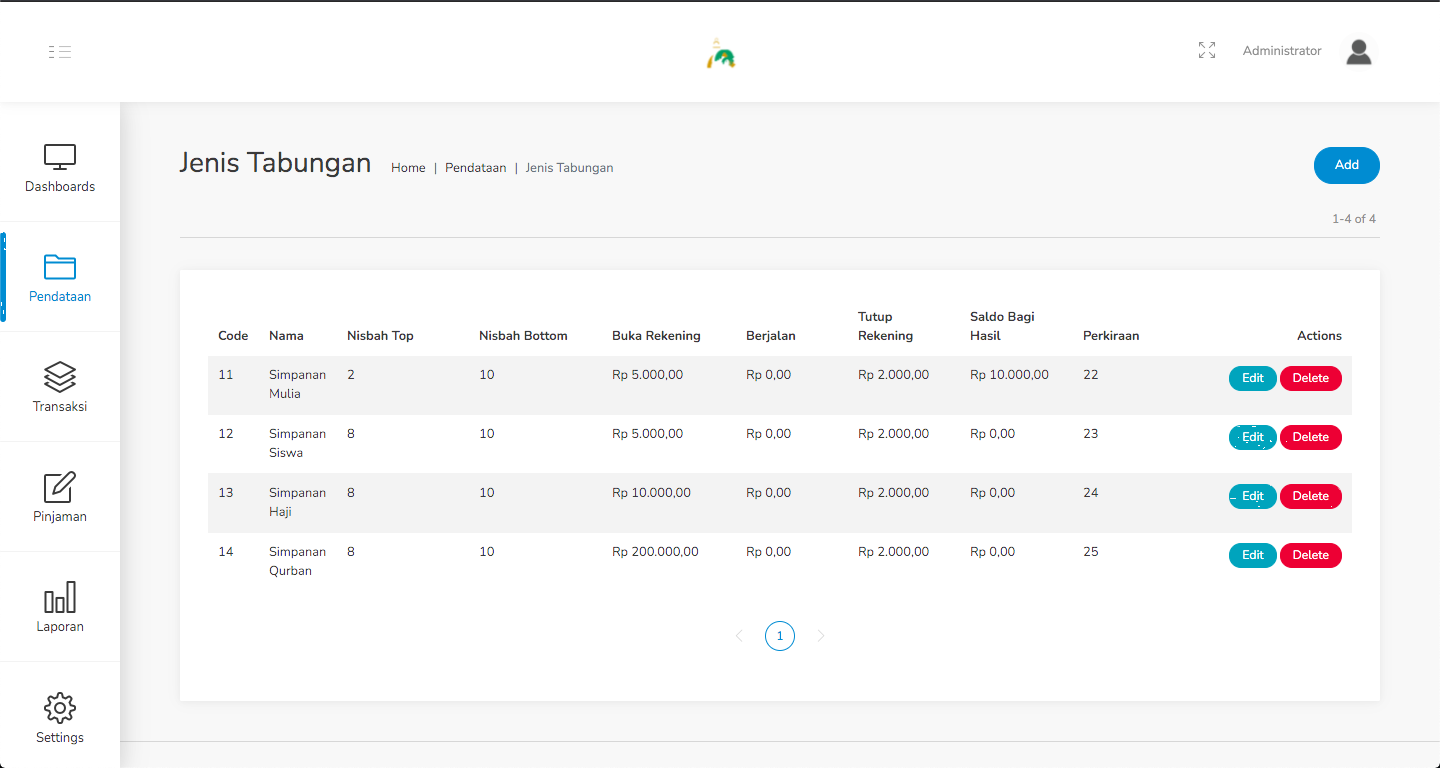 Administrator
Dashboards
Pendataan
Transaksi
Pinjaman
Laporan
Settings
Jenis Tabungan Home | Pendataan | Jenis Tabungan
Add
1-4 of 4
Code Nama Nisbah Top Nisbah Bottom Buka Rekening Berjalan Tutup Rekening Saldo Bagi Hasil Perkiraan Actions
11 Simpanan Mulia 2 10 Rp 5.000,00 Rp 0,00 Rp 2.000,00 Rp 10.000,00 22 Edit Delete
12 Simpanan Siswa 8 10 Rp 5.000,00 Rp 0,00 Rp 2.000,00 Rp 0,00 23 Edit Delete
13 Simpanan Haji 8 10 Rp 10.000,00 Rp 0,00 Rp 2.000,00 Rp 0,00 24 Edit Delete
14 Simpanan Qurban 8 10 Rp 200.000,00 Rp 0,00 Rp 2.000,00 Rp 0,00 25 Edit Delete
1